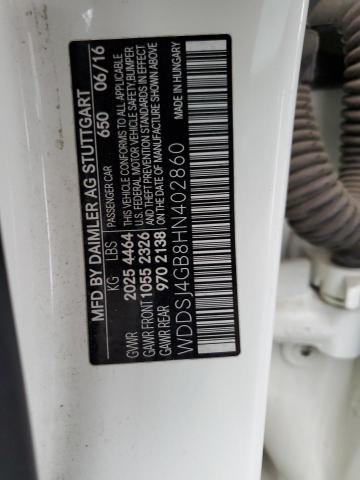 MFD BY DAIMLER AG STUTTGART
PASSENGER CAR 650 06/16
KG LBS
GVWR 2025 4464
GAWR FRONT 1055 2326
GAWR REAR 970 2138
THIS VEHICLE CONFORMS TO ALL APPLICABLE
U.S. FEDERAL MOTOR VEHICLE SAFETY, BUMPER,
AND THEFT PREVENTION STANDARDS IN EFFECT
ON THE DATE OF MANUFACTURE SHOWN ABOVE
MADE IN HUNGARY
WDDSJ4GB8HN402860